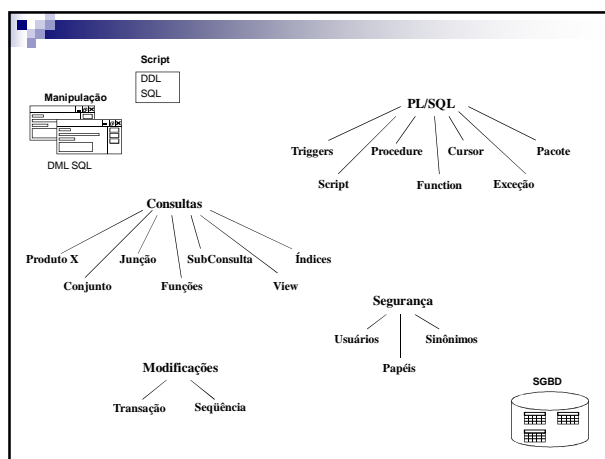 Script
DDL
SQL
Manipulação
DML SQL
PL/SQL
Triggers Procedure Cursor Pacote
Script Function Exceção
Consultas
Produto X Junção SubConsulta Índices
Conjunto Funções View
Segurança
Usuários Sinônimos
Papéis
Modificações
Transação Seqüência
SGBD